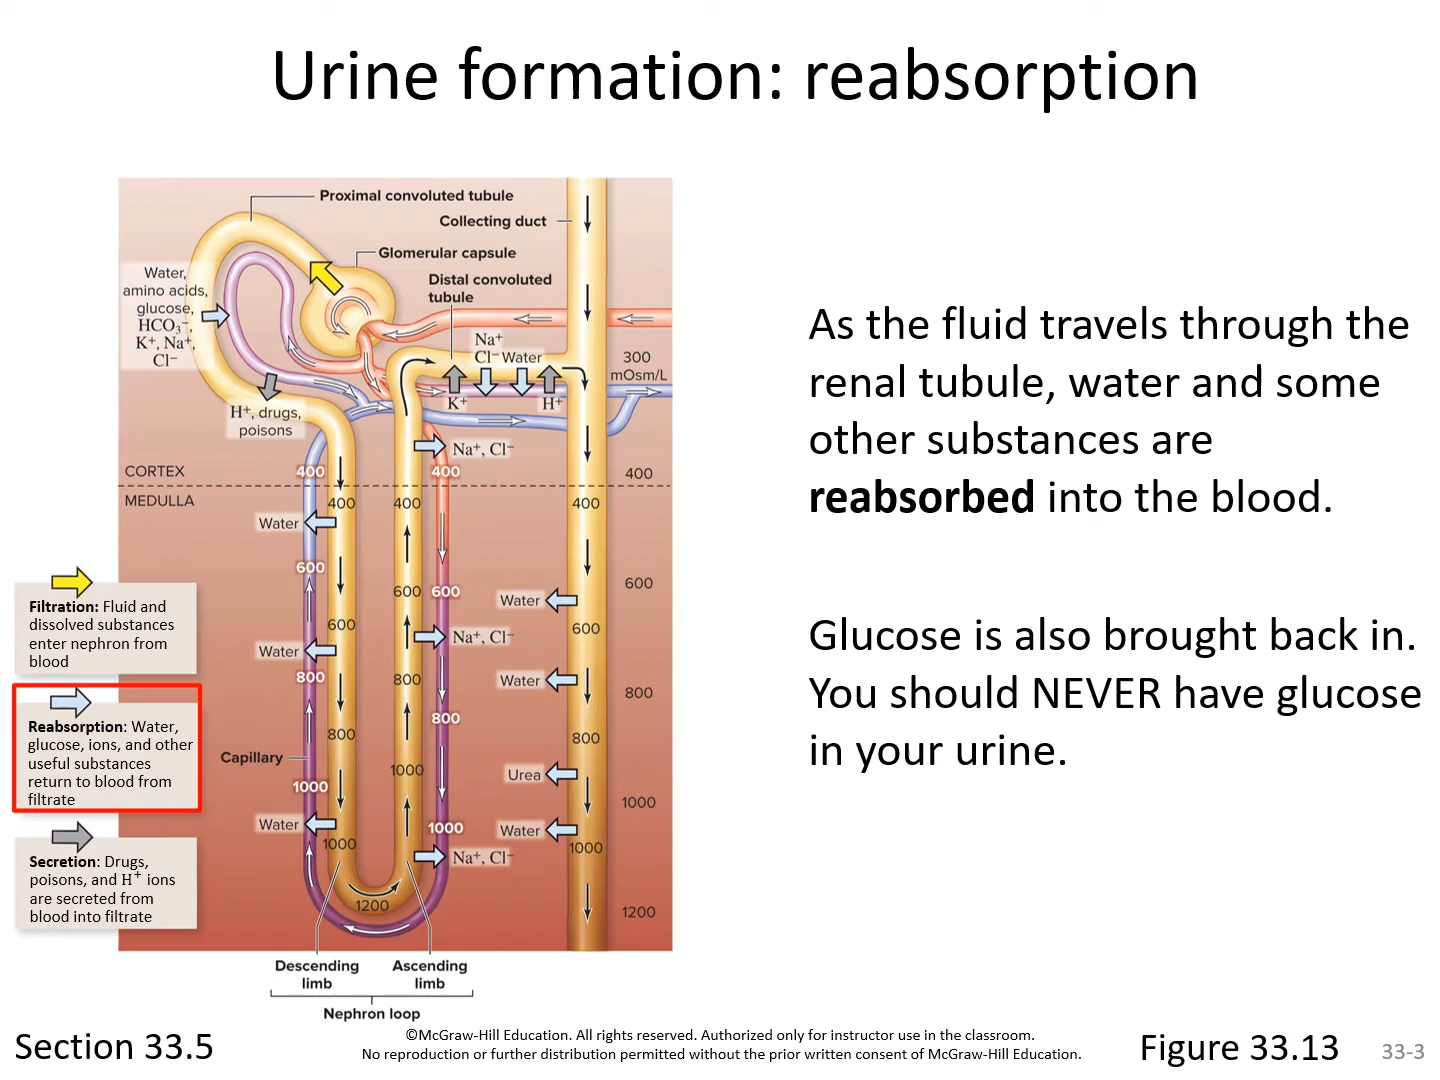 Urine formation: reabsorption
Proximal convoluted tubule
Collecting duct
Glomerular capsule
Distal convoluted
tubule
Water,
amino acids,
glucose,
HCO₃⁻,
K⁺, Na⁺,
Cl⁻
Na⁺
Cl⁻ Water
300
mOsm/L
K⁺
H⁺
H⁺, drugs,
poisons
Na⁺, Cl⁻
CORTEX
400
400
400
MEDULLA
400
400
400
Water
600
600
600
600
Water
600
600
Water
Na⁺, Cl⁻
800
800
Water
800
800
800
800
Capillary
1000
Urea
1000
1000
1000
Water
1000
Water
1000
1000
Na⁺, Cl⁻
1200
1200
Descending
limb
Ascending
limb
Nephron loop
Filtration: Fluid and
dissolved substances
enter nephron from
blood
Reabsorption: Water,
glucose, ions, and other
useful substances
return to blood from
filtrate
Secretion: Drugs,
poisons, and H⁺ ions
are secreted from
blood into filtrate
As the fluid travels through the
renal tubule, water and some
other substances are
reabsorbed into the blood.
Glucose is also brought back in.
You should NEVER have glucose
in your urine.
Section 33.5
©McGraw-Hill Education. All rights reserved. Authorized only for instructor use in the classroom.
No reproduction or further distribution permitted without the prior written consent of McGraw-Hill Education.
Figure 33.13
33-3